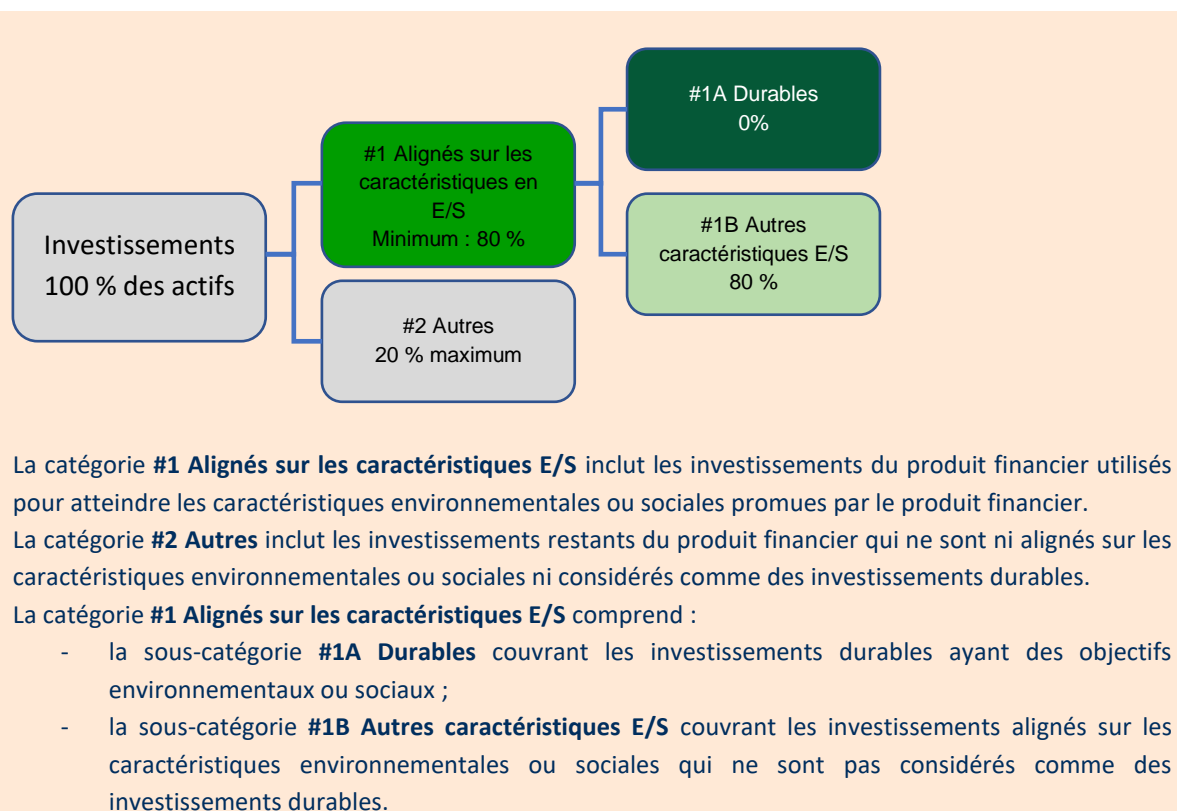 #1A Durables
0%
#1 Alignés sur les
caractéristiques en
E/S
Minimum : 80 %
#1B Autres
caractéristiques E/S
80 %
Investissements
100 % des actifs
#2 Autres
20 % maximum
La catégorie #1 Alignés sur les caractéristiques E/S inclut les investissements du produit financier utilisés
pour atteindre les caractéristiques environnementales ou sociales promues par le produit financier.
La catégorie #2 Autres inclut les investissements restants du produit financier qui ne sont ni alignés sur les
caractéristiques environnementales ou sociales ni considérés comme des investissements durables.
La catégorie #1 Alignés sur les caractéristiques E/S comprend :
- la sous-catégorie #1A Durables couvrant les investissements durables ayant des objectifs
environnementaux ou sociaux ;
- la sous-catégorie #1B Autres caractéristiques E/S couvrant les investissements alignés sur les
caractéristiques environnementales ou sociales qui ne sont pas considérés comme des
investissements durables.